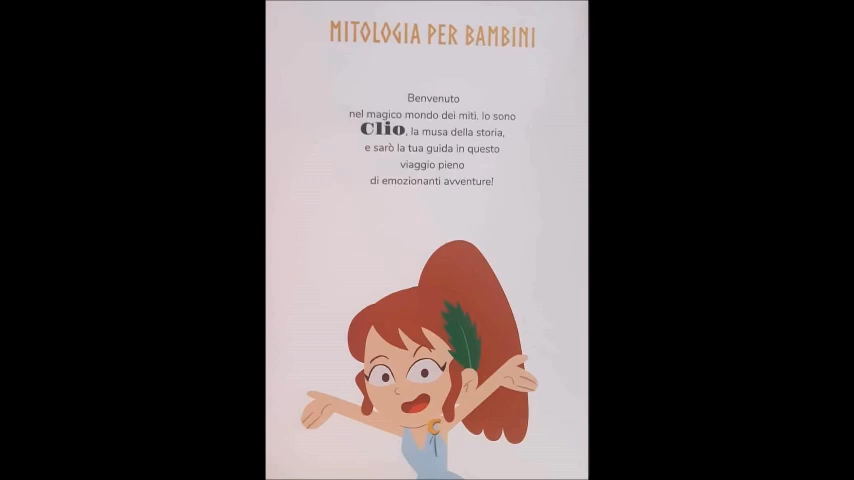 MITOLOGIA PER BAMBINI
Benvenuto
nel magico mondo dei miti. Io sono
Clio, la musa della storia,
e sarò la tua guida in questo
viaggio pieno
di emozionanti avventure!